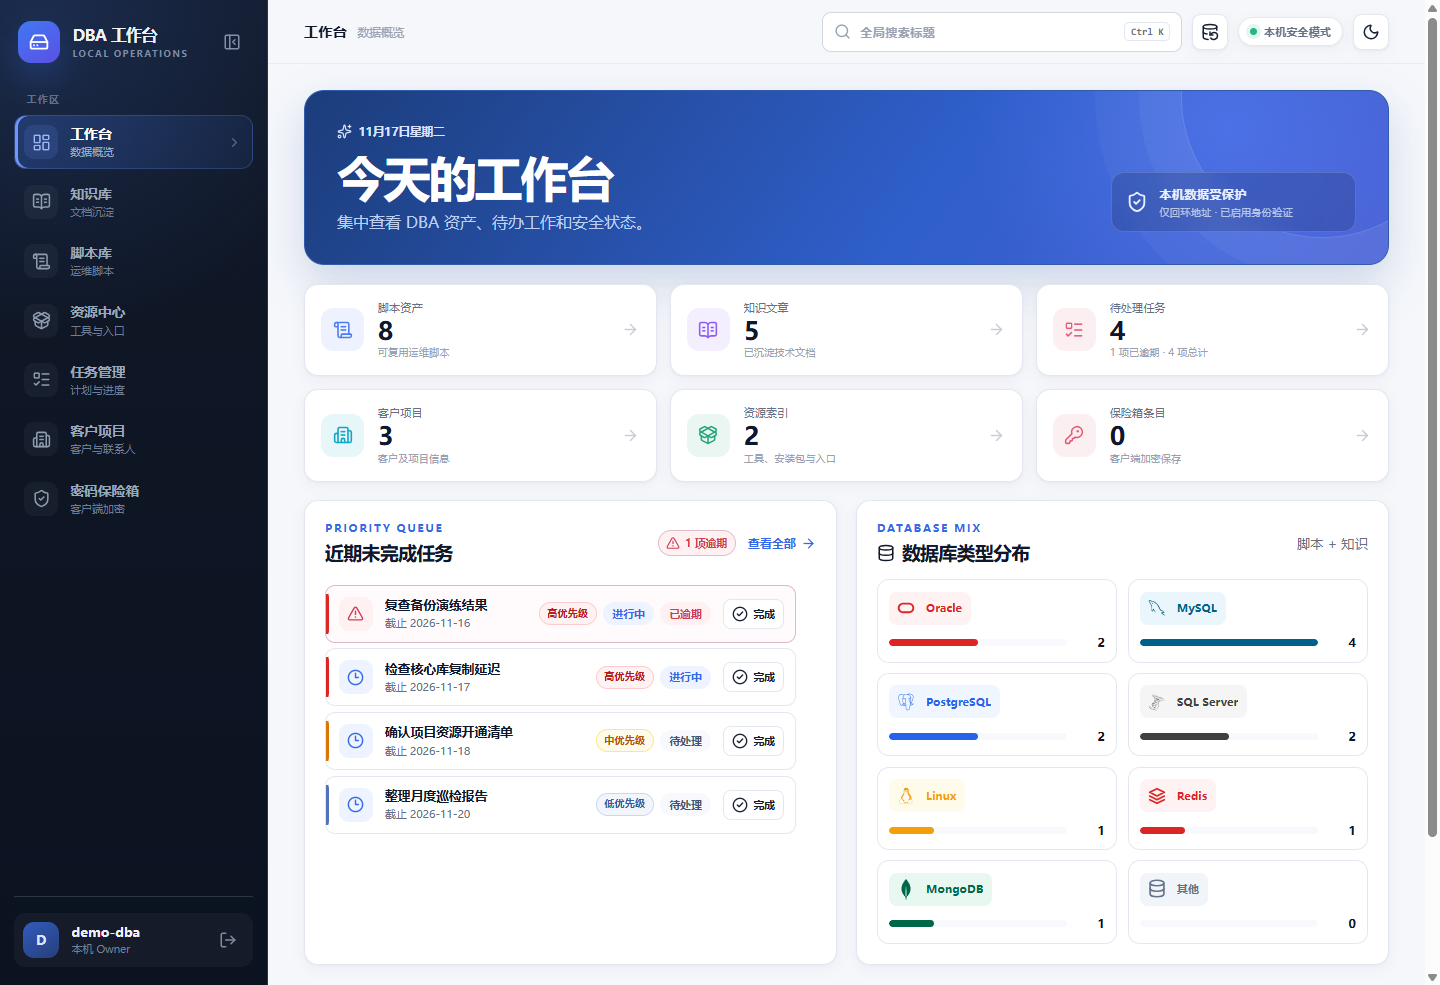 DBA 工作台
LOCAL OPERATIONS
工作区
工作台
数据概览
知识库
文档沉淀
脚本库
运维脚本
资源中心
工具与入口
任务管理
计划与进度
客户项目
客户与联系人
密码保险箱
客户端加密
D
demo-dba
本机 Owner
工作台 数据概览
全局搜索标题
Ctrl K
本机安全模式
11月17日星期二
今天的工作台
集中查看 DBA 资产、待办工作和安全状态。
本机数据受保护
仅回环地址 · 已启用身份验证
脚本资产
8
可复用运维脚本
知识文章
5
已沉淀技术文档
待处理任务
4
1 项已逾期 · 4 项总计
客户项目
3
客户及项目信息
资源索引
2
工具、安装包与入口
保险箱条目
0
客户端加密保存
PRIORITY QUEUE
近期未完成任务
1 项逾期
查看全部
复查备份演练结果
截止 2026-11-16
高优先级 进行中 已逾期 完成
检查核心库复制延迟
截止 2026-11-17
高优先级 进行中 完成
确认项目资源开通清单
截止 2026-11-18
中优先级 待处理 完成
整理月度巡检报告
截止 2026-11-20
低优先级 待处理 完成
DATABASE MIX
数据库类型分布
脚本 + 知识
Oracle
2
MySQL
4
PostgreSQL
2
SQL Server
2
Linux
1
Redis
1
MongoDB
1
其他
0